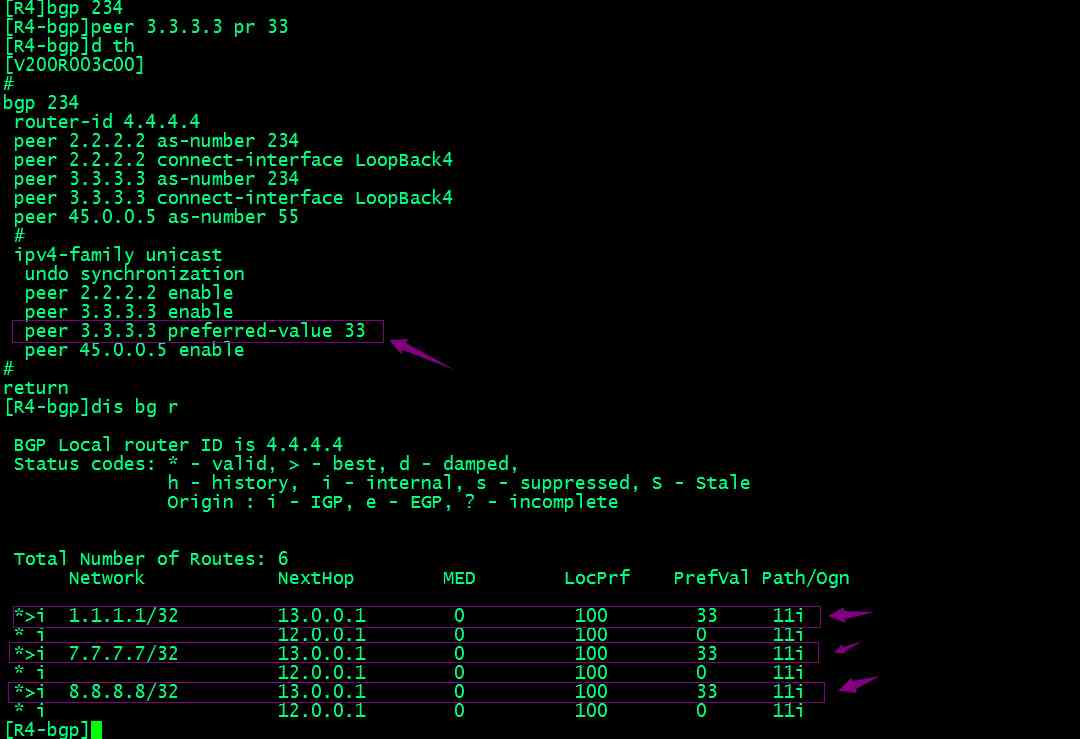 [R4]bgp 234
[R4-bgp]peer 3.3.3.3 pr 33
[R4-bgp]d th
[V200R003C00]
#
bgp 234
 router-id 4.4.4.4
 peer 2.2.2.2 as-number 234
 peer 2.2.2.2 connect-interface LoopBack4
 peer 3.3.3.3 as-number 234
 peer 3.3.3.3 connect-interface LoopBack4
 peer 45.0.0.5 as-number 55
 #
 ipv4-family unicast
  undo synchronization
  peer 2.2.2.2 enable
  peer 3.3.3.3 enable
  peer 3.3.3.3 preferred-value 33
  peer 45.0.0.5 enable
#
return
[R4-bgp]dis bg r
 BGP Local router ID is 4.4.4.4
 Status codes: * - valid, > - best, d - damped,
               h - history,  i - internal, s - suppressed, S - Stale
               Origin : i - IGP, e - EGP, ? - incomplete
 Total Number of Routes: 6
      Network            NextHop        MED        LocPrf    PrefVal Path/Ogn
 *>i  1.1.1.1/32         13.0.0.1        0          100        33     11i
 * i                     12.0.0.1        0          100        0      11i
 *>i  7.7.7.7/32         13.0.0.1        0          100        33     11i
 * i                     12.0.0.1        0          100        0      11i
 *>i  8.8.8.8/32         13.0.0.1        0          100        33     11i
 * i                     12.0.0.1        0          100        0      11i
[R4-bgp]